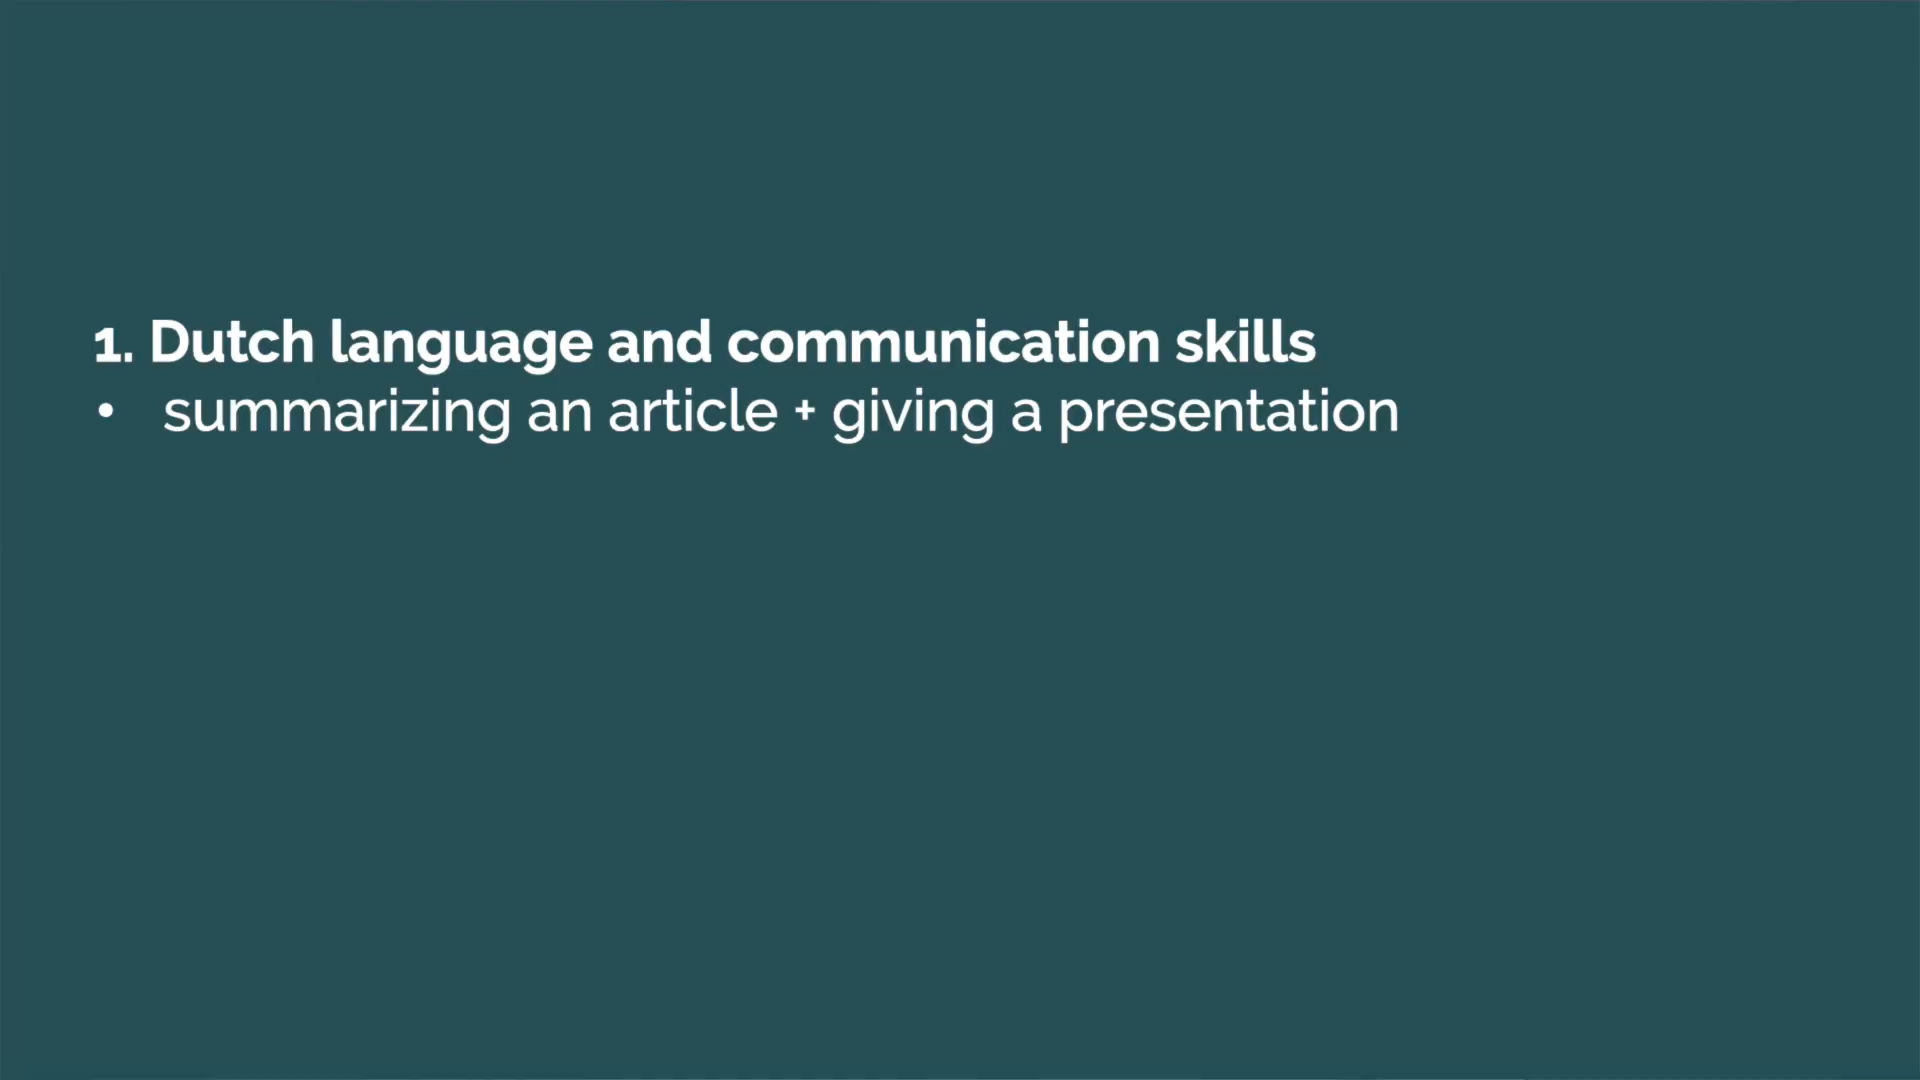 1. Dutch language and communication skills
• summarizing an article + giving a presentation